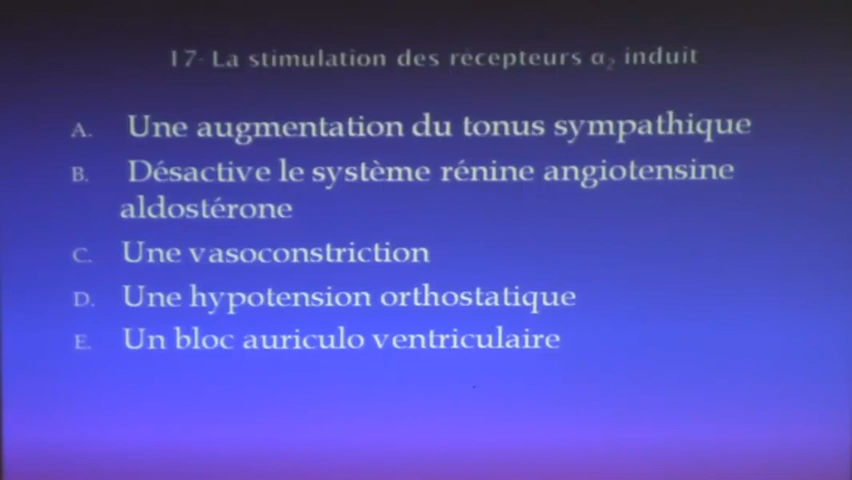 17- La stimulation des récepteurs α₂ induit
A. Une augmentation du tonus sympathique
B. Désactive le système rénine angiotensine
aldostérone
C. Une vasoconstriction
D. Une hypotension orthostatique
E. Un bloc auriculo ventriculaire